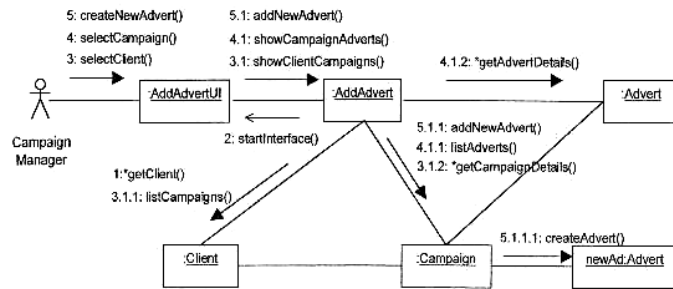 5: createNewAdvert()
4: selectCampaign()
3: selectClient()
5.1: addNewAdvert()
4.1: showCampaignAdverts()
3.1: showClientCampaigns()
4.1.2: *getAdvertDetails()
:AddAdvertUI
:AddAdvert
:Advert
Campaign
Manager
2: startInterface()
5.1.1: addNewAdvert()
4.1.1: listAdverts()
3.1.2: *getCampaignDetails()
1:*getClient()
3.1.1: listCampaigns()
5.1.1.1: createAdvert()
:Client
:Campaign
newAd:Advert